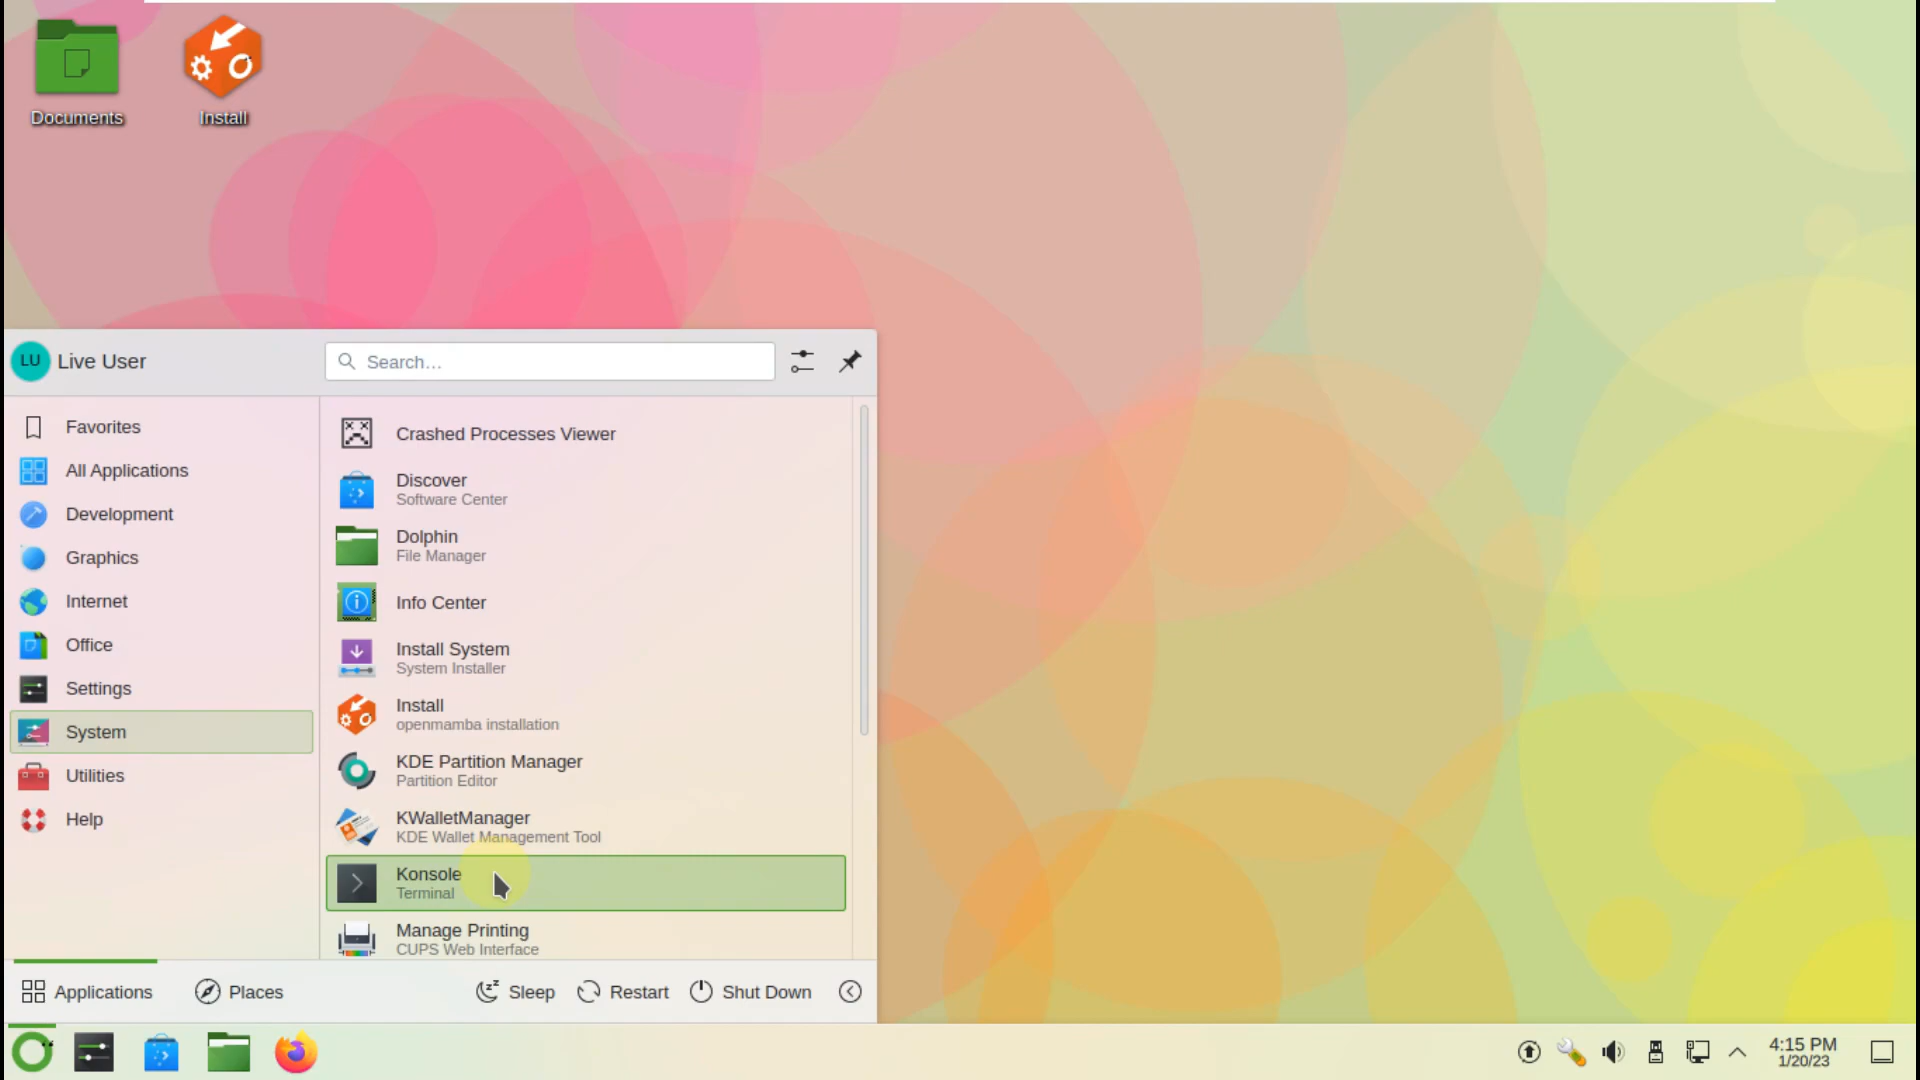 Documents
Install
LU
Live User
Search...
Favorites
All Applications
Development
Graphics
Internet
Office
Settings
System
Utilities
Help
Crashed Processes Viewer
Discover
Software Center
Dolphin
File Manager
Info Center
Install System
System Installer
Install
openmamba installation
KDE Partition Manager
Partition Editor
KWalletManager
KDE Wallet Management Tool
Konsole
Terminal
Manage Printing
CUPS Web Interface
Applications
Places
Sleep
Restart
Shut Down
4:15 PM
1/20/23